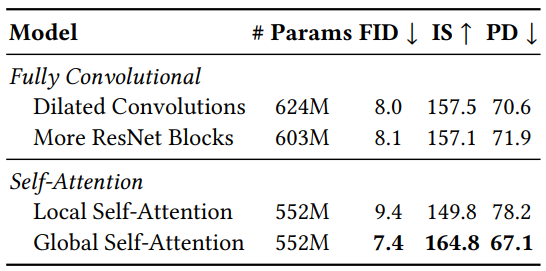 Model # Params FID ↓ IS ↑ PD ↓
Fully Convolutional
Dilated Convolutions 624M 8.0 157.5 70.6
More ResNet Blocks 603M 8.1 157.1 71.9
Self-Attention
Local Self-Attention 552M 9.4 149.8 78.2
Global Self-Attention 552M 7.4 164.8 67.1